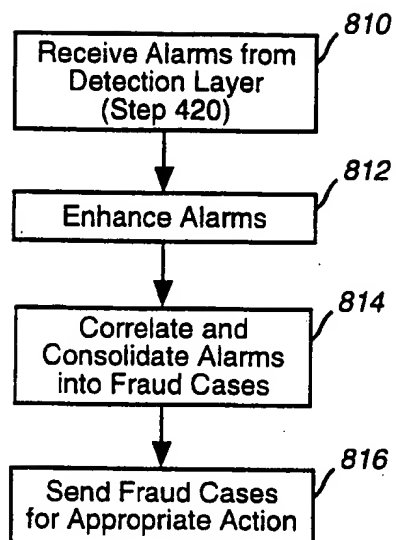 810
Receive Alarms from
Detection Layer
(Step 420)
812
Enhance Alarms
814
Correlate and
Consolidate Alarms
into Fraud Cases
816
Send Fraud Cases
for Appropriate Action